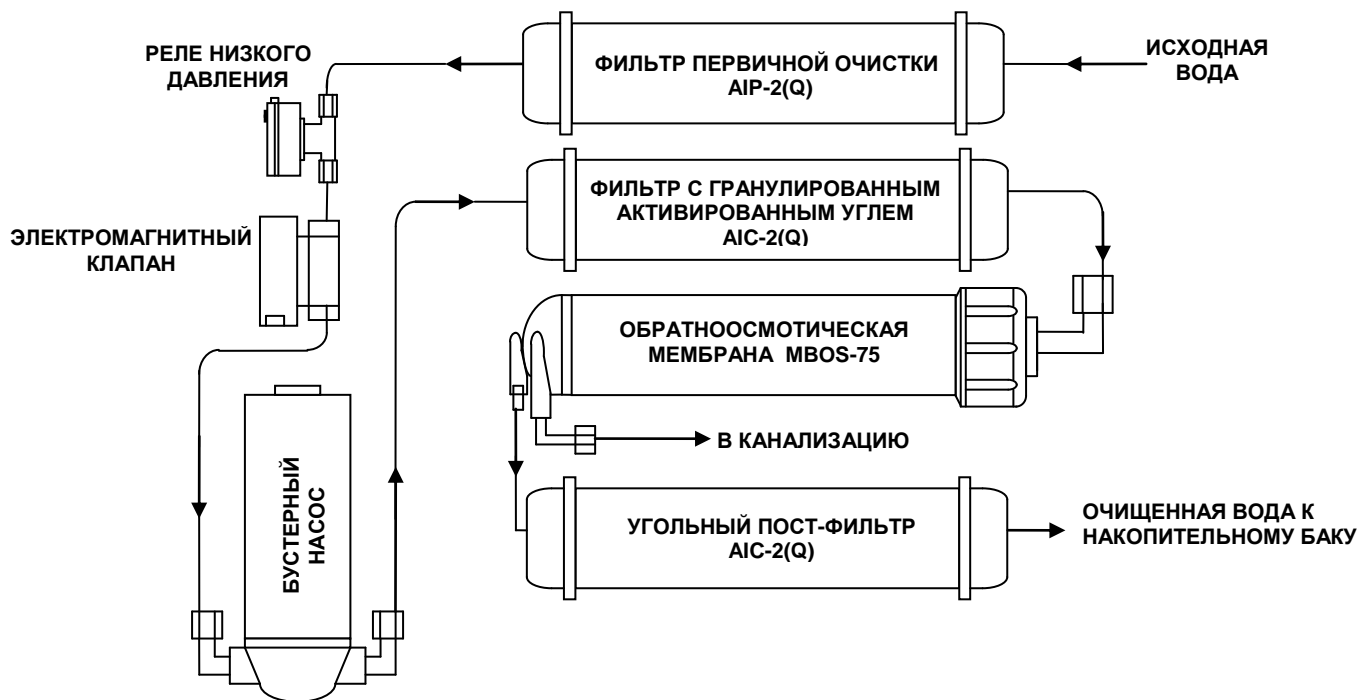 РЕЛЕ НИЗКОГО
ДАВЛЕНИЯ
ФИЛЬТР ПЕРВИЧНОЙ ОЧИСТКИ
AIP-2(Q)
ИСХОДНАЯ
ВОДА
ФИЛЬТР С ГРАНУЛИРОВАННЫМ
АКТИВИРОВАННЫМ УГЛЕМ
AIC-2(Q)
ЭЛЕКТРОМАГНИТНЫЙ
КЛАПАН
ОБРАТНООСМОТИЧЕСКАЯ
МЕМБРАНА MBOS-75
В КАНАЛИЗАЦИЮ
БУСТЕРНЫЙ
НАСОС
УГОЛЬНЫЙ ПОСТ-ФИЛЬТР
AIC-2(Q)
ОЧИЩЕННАЯ ВОДА К
НАКОПИТЕЛЬНОМУ БАКУ